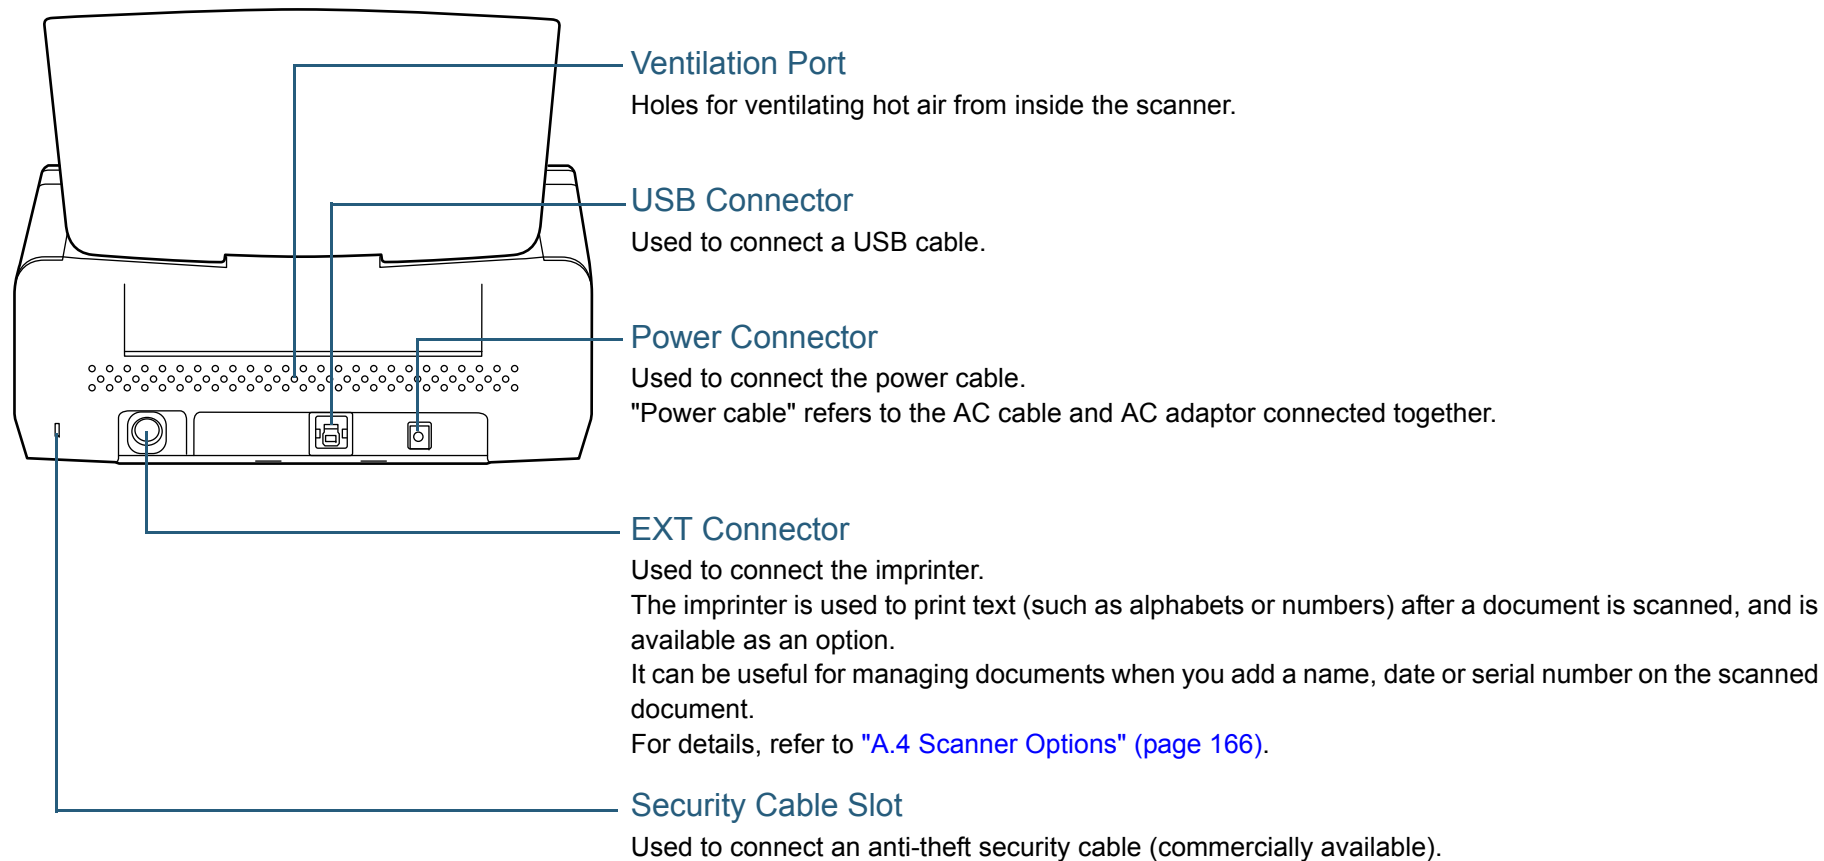 Ventilation Port
Holes for ventilating hot air from inside the scanner.
USB Connector
Used to connect a USB cable.
Power Connector
Used to connect the power cable.
"Power cable" refers to the AC cable and AC adaptor connected together.
EXT Connector
Used to connect the imprinter.
The imprinter is used to print text (such as alphabets or numbers) after a document is scanned, and is
available as an option.
It can be useful for managing documents when you add a name, date or serial number on the scanned
document.
For details, refer to "A.4 Scanner Options" (page 166).
Security Cable Slot
Used to connect an anti-theft security cable (commercially available).